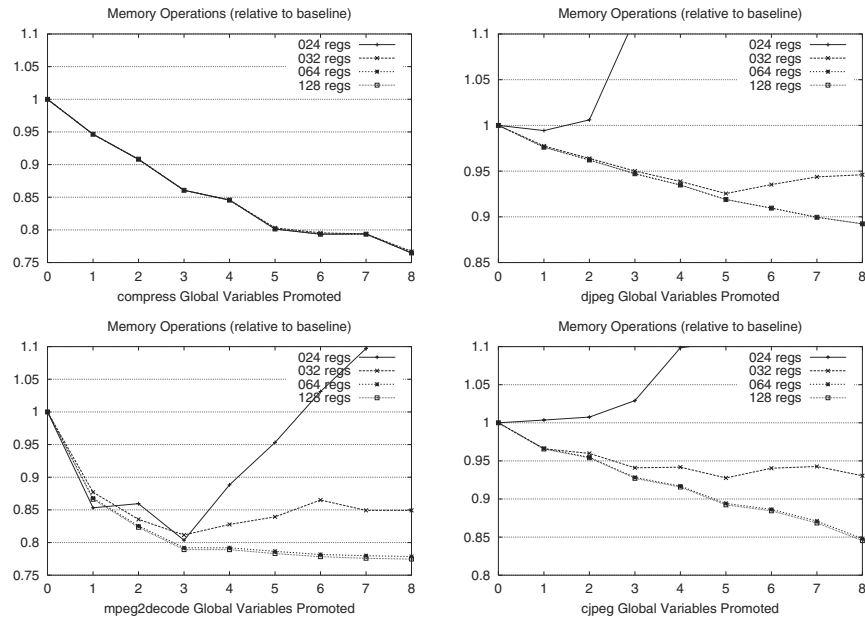 Memory Operations (relative to baseline)
1.1
1.05
1
0.95
0.9
0.85
0.8
0.75
024 regs
032 regs
064 regs
128 regs
0 1 2 3 4 5 6 7 8
compress Global Variables Promoted
Memory Operations (relative to baseline)
1.1
1.05
1
0.95
0.9
0.85
024 regs
032 regs
064 regs
128 regs
0 1 2 3 4 5 6 7 8
djpeg Global Variables Promoted
Memory Operations (relative to baseline)
1.1
1.05
1
0.95
0.9
0.85
0.8
0.75
024 regs
032 regs
064 regs
128 regs
0 1 2 3 4 5 6 7 8
mpeg2decode Global Variables Promoted
Memory Operations (relative to baseline)
1.1
1.05
1
0.95
0.9
0.85
0.8
024 regs
032 regs
064 regs
128 regs
0 1 2 3 4 5 6 7 8
cjpeg Global Variables Promoted